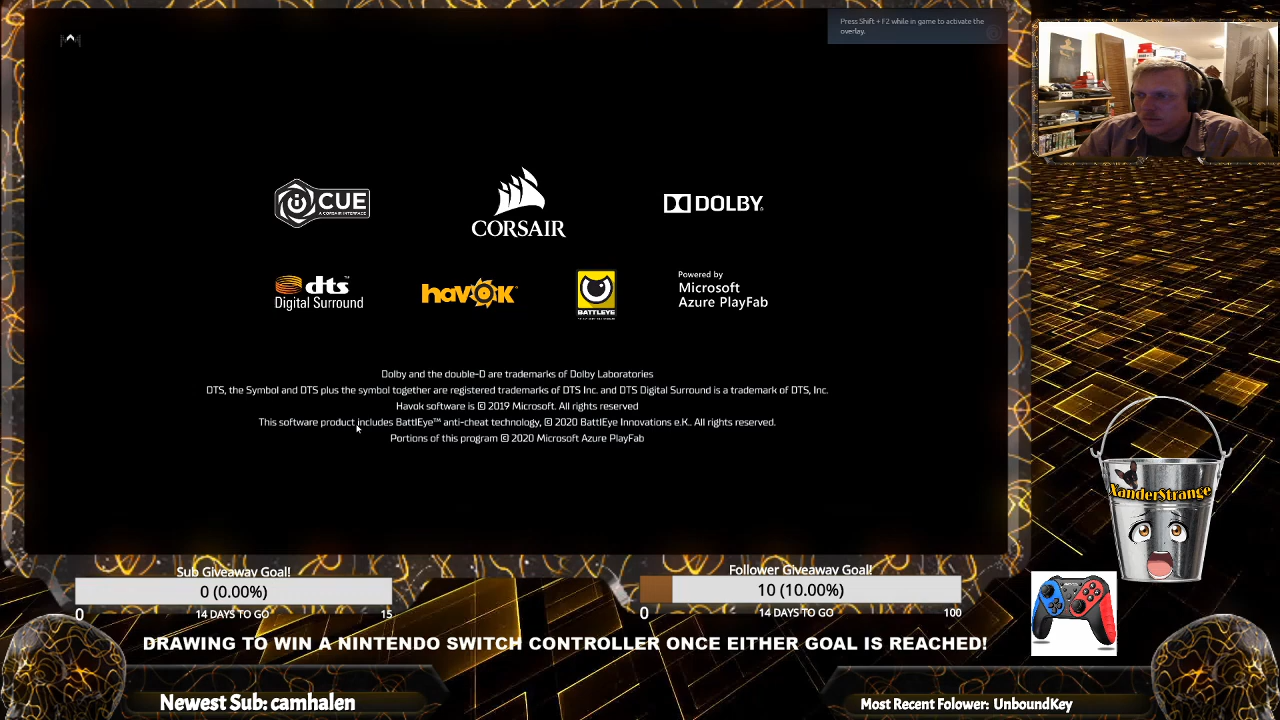 Press Shift + F2 while in game to activate the
overlay.
CUE
A CORSAIR INTERFACE
CORSAIR
DOLBY
dts
Digital Surround
havok
BATTLEYE
Powered by
Microsoft
Azure PlayFab
Dolby and the double-D are trademarks of Dolby Laboratories
DTS, the Symbol and DTS plus the symbol together are registered trademarks of DTS Inc. and DTS Digital Surround is a trademark of DTS, Inc.
Havok software is © 2019 Microsoft. All rights reserved
This software product includes BattlEye™ anti-cheat technology, © 2020 BattlEye Innovations e.K.. All rights reserved.
Portions of this program © 2020 Microsoft Azure PlayFab
XanderStrange
Sub Giveaway Goal!
0 (0.00%)
0 14 DAYS TO GO 15
Follower Giveaway Goal!
10 (10.00%)
0 14 DAYS TO GO 100
DRAWING TO WIN A NINTENDO SWITCH CONTROLLER ONCE EITHER GOAL IS REACHED!
Newest Sub: camhalen
Most Recent Folower: UnboundKey